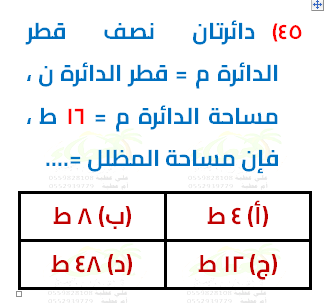 ٤٥) دائرتان نصف قطر
الدائرة م = قطر الدائرة ن ،
مساحة الدائرة م = ١٦ ط ،
فإن مساحة المظلل =....
(أ) ٤ ط (ب) ٨ ط
(ج) ١٢ ط (د) ٤٨ ط